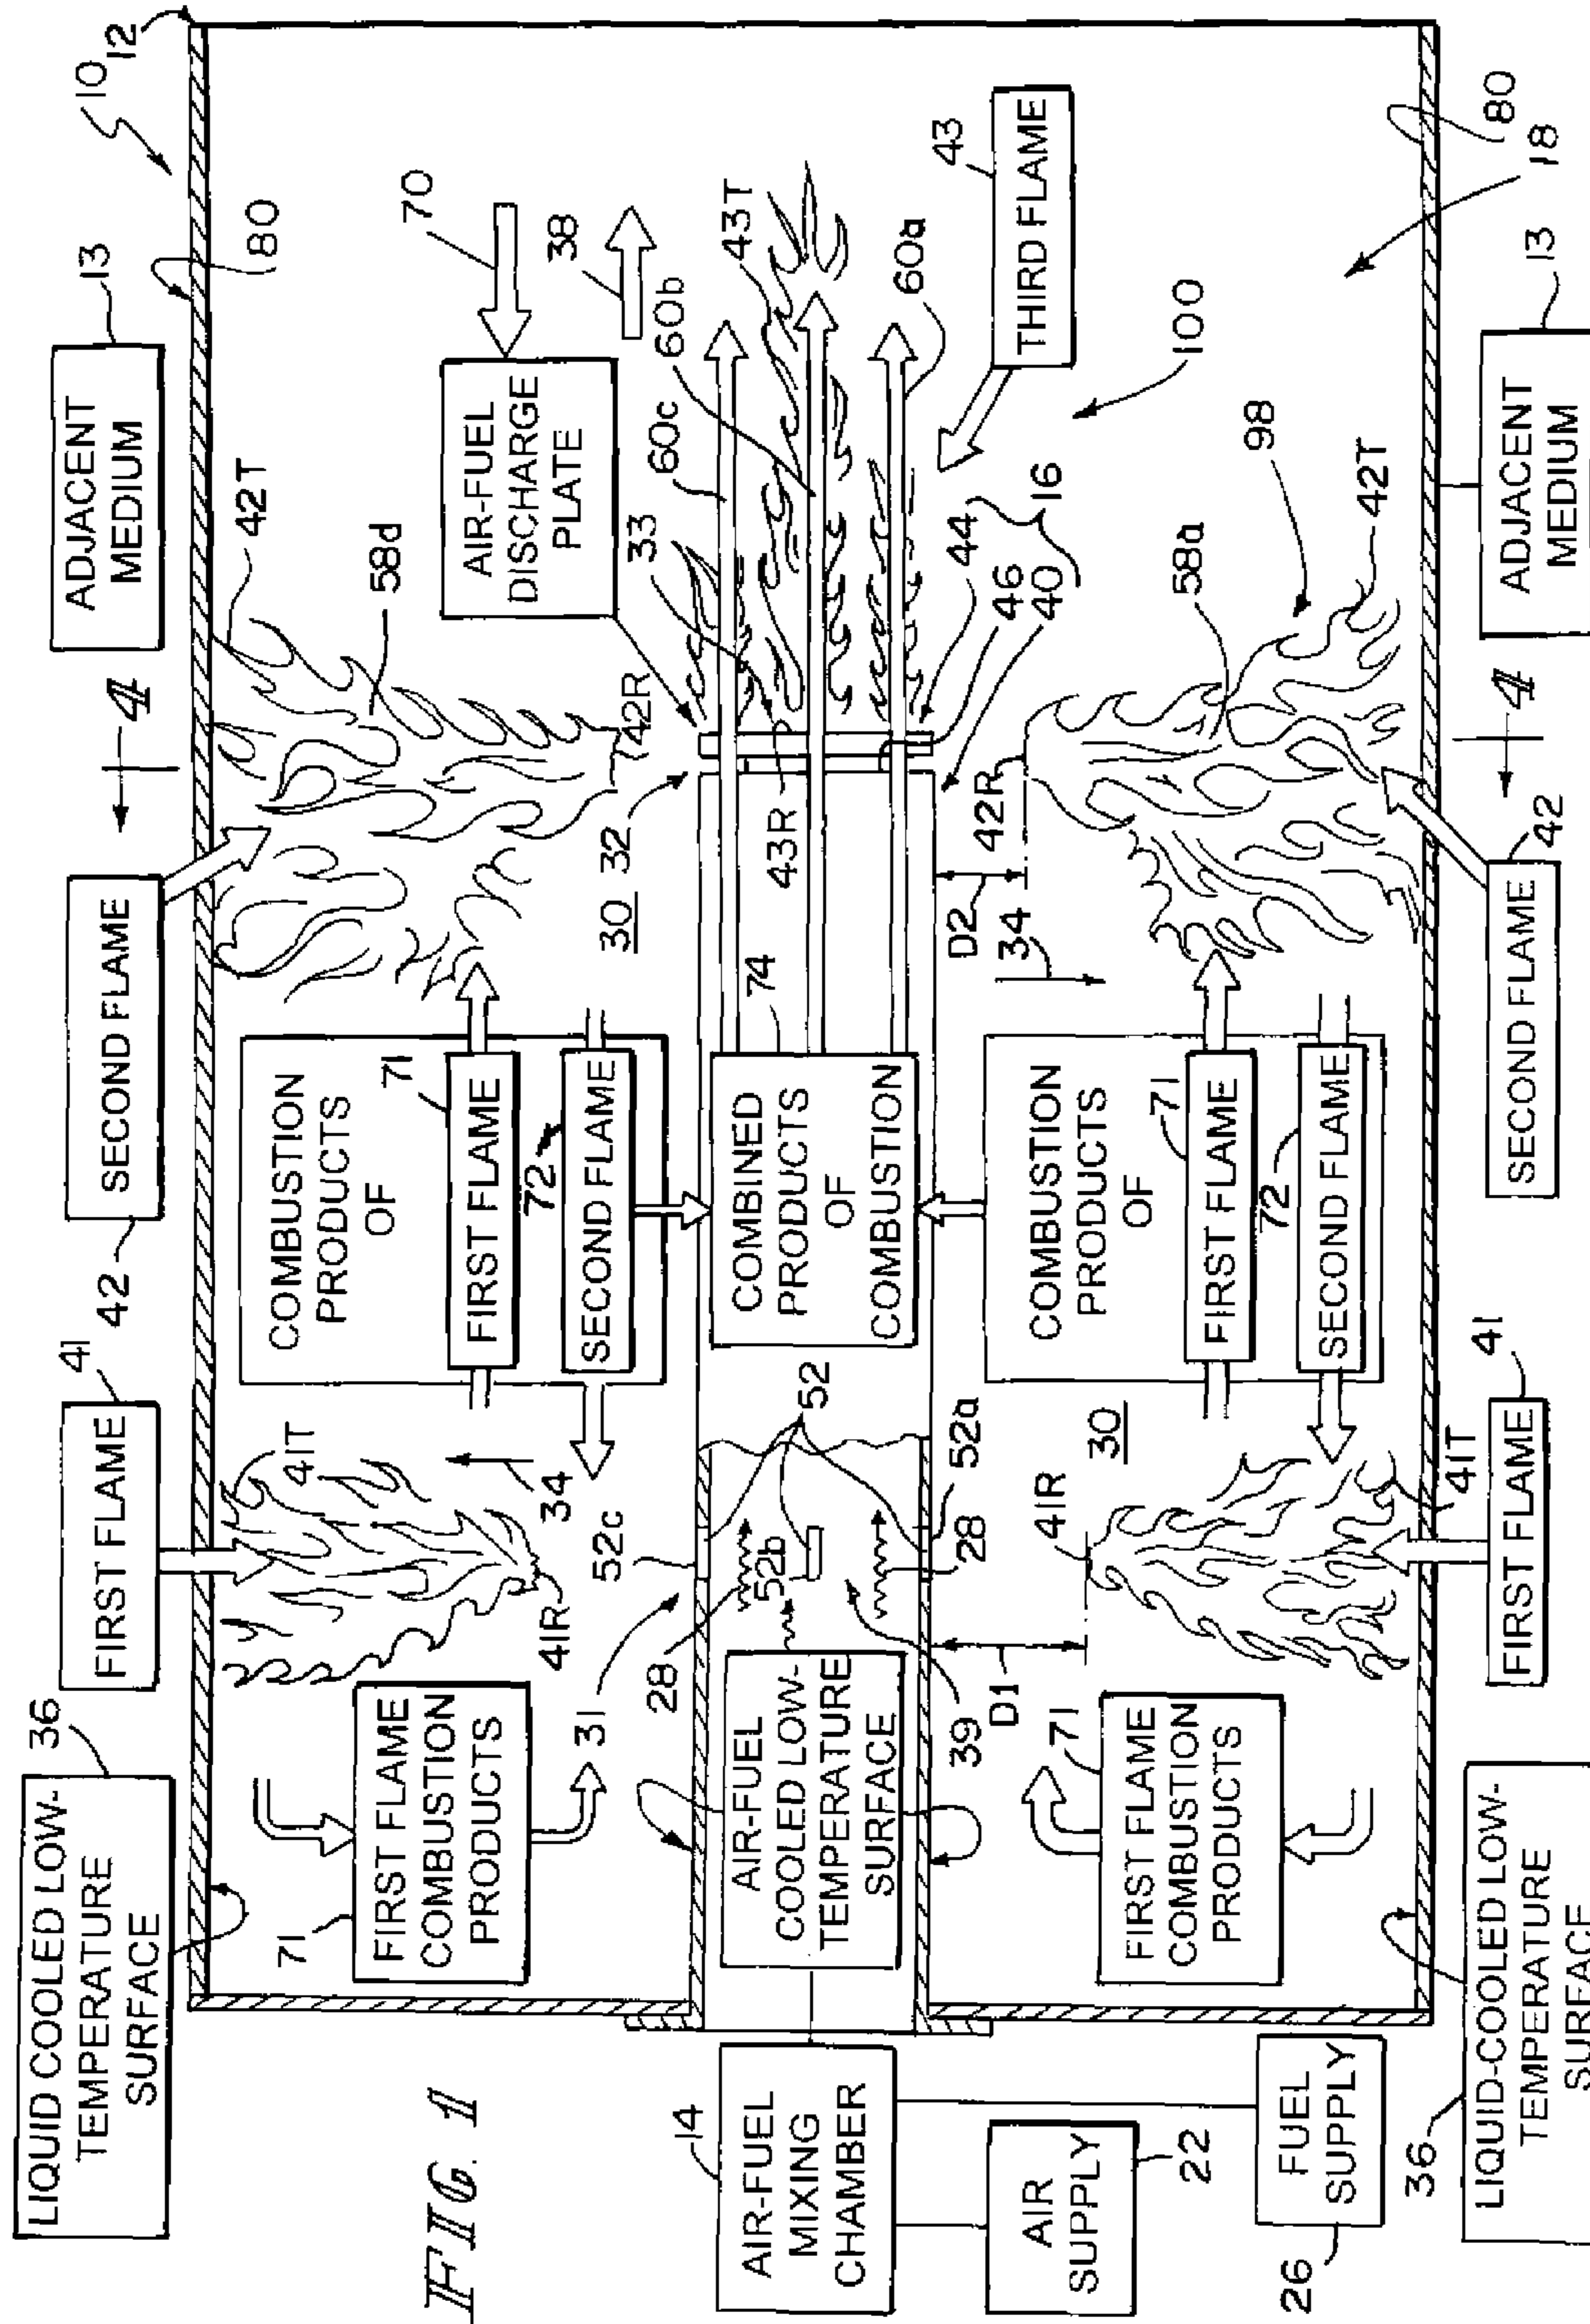 FIG. 1
10
12
ADJACENT
MEDIUM
13
80
4
SECOND FLAME
42
FIRST FLAME
41
LIQUID COOLED LOW-
TEMPERATURE
SURFACE
36
42T
58d
42R
70
AIR-FUEL
DISCHARGE
PLATE
38
COMBUSTION
PRODUCTS
OF
FIRST FLAME
71
SECOND FLAME
72
41T
41R
34
FIRST FLAME
COMBUSTION
PRODUCTS
71
31
30
32
33
60c
60b
43T
60a
43R
THIRD FLAME
43
COMBINED
PRODUCTS
OF
COMBUSTION
74
52
52c
52b
52a
28
28
39
AIR-FUEL
COOLED LOW-
TEMPERATURE
SURFACE
AIR-FUEL
MIXING
CHAMBER
14
AIR
SUPPLY
22
FUEL
SUPPLY
26
44
46
40
16
100
18
80
98
42R
58a
42T
D2
34
COMBUSTION
PRODUCTS
OF
FIRST FLAME
71
SECOND FLAME
72
30
41R
41T
D1
FIRST FLAME
COMBUSTION
PRODUCTS
71
ADJACENT
MEDIUM
13
4
SECOND FLAME
42
FIRST FLAME
41
LIQUID-COOLED LOW-
TEMPERATURE
SURFACE
36